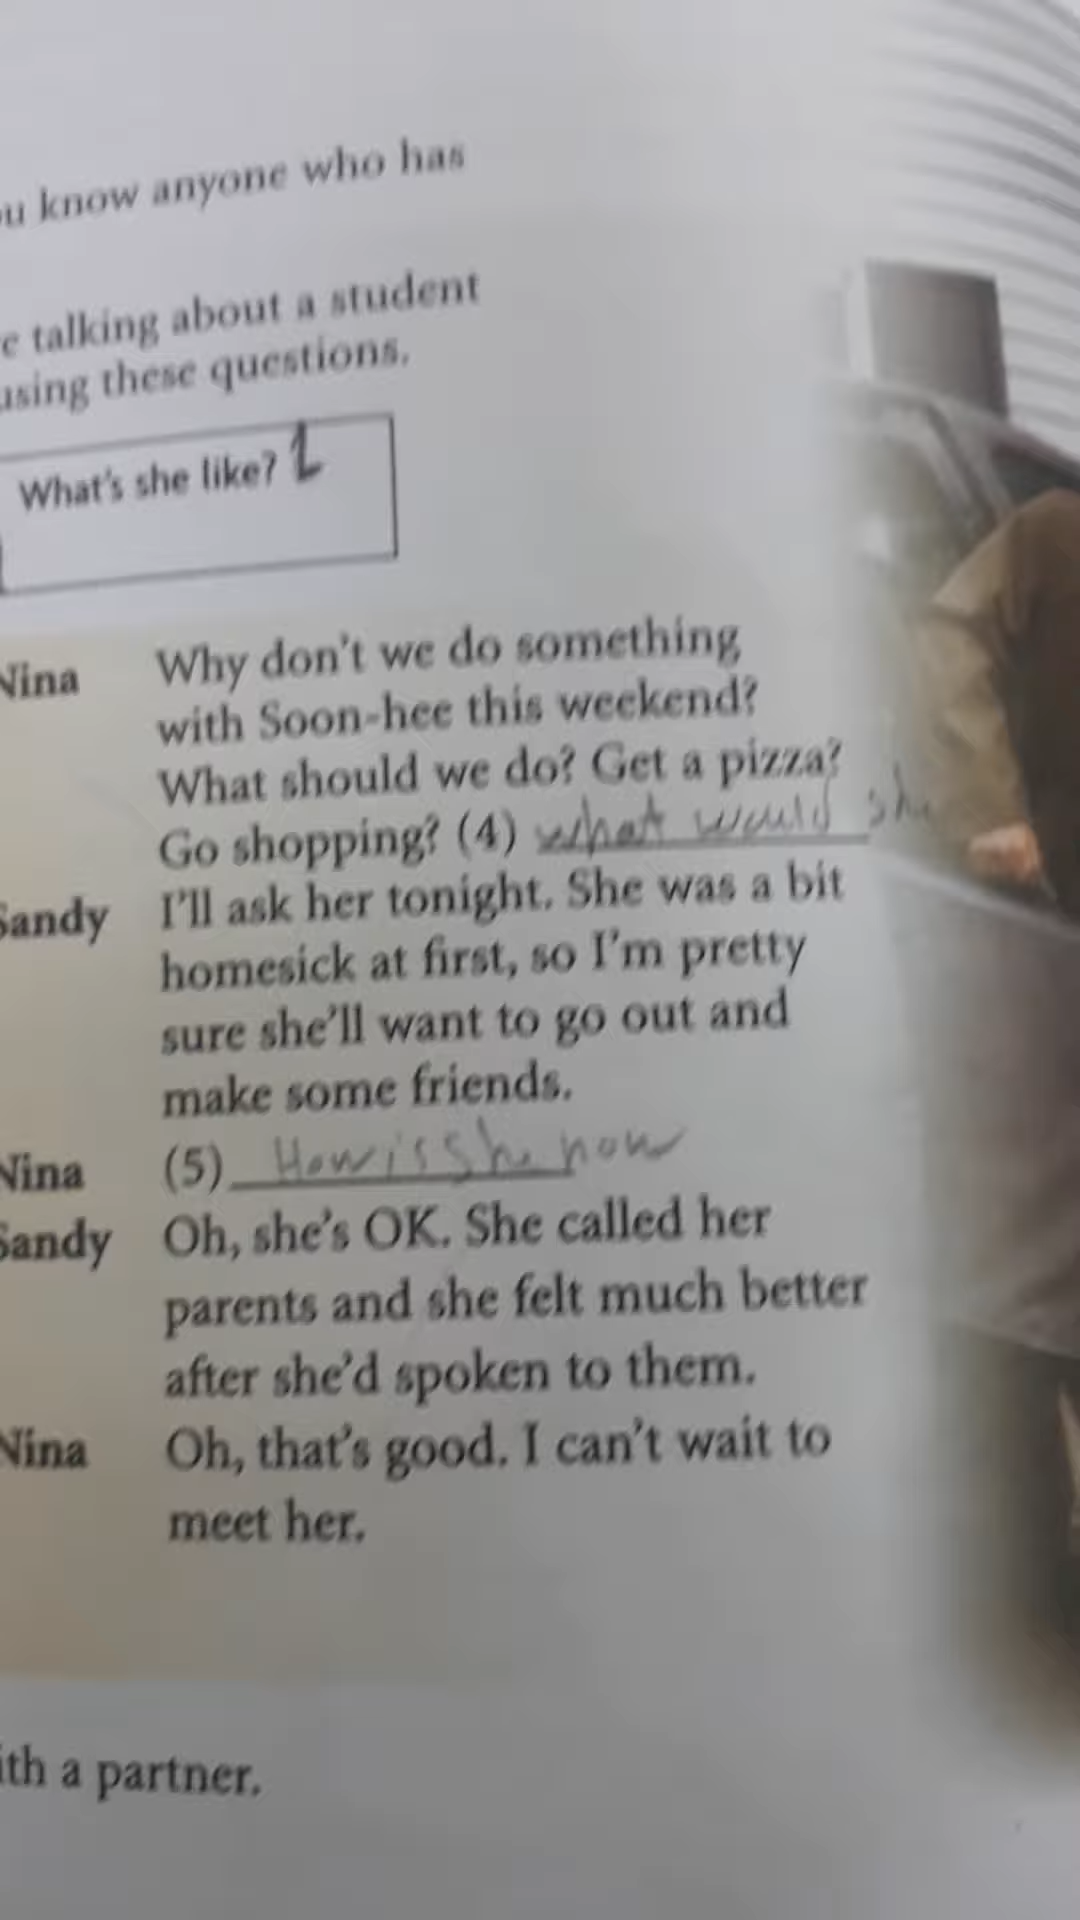 know anyone who has
talking about a student
using these questions.
What's she like? 2
Nina Why don't we do something
with Soon-hee this weekend?
What should we do? Get a pizza?
Go shopping? (4) what would
Sandy I'll ask her tonight. She was a bit
homesick at first, so I'm pretty
sure she'll want to go out and
make some friends.
Nina (5) How is she now
Sandy Oh, she's OK. She called her
parents and she felt much better
after she'd spoken to them.
Nina Oh, that's good. I can't wait to
meet her.
a partner.